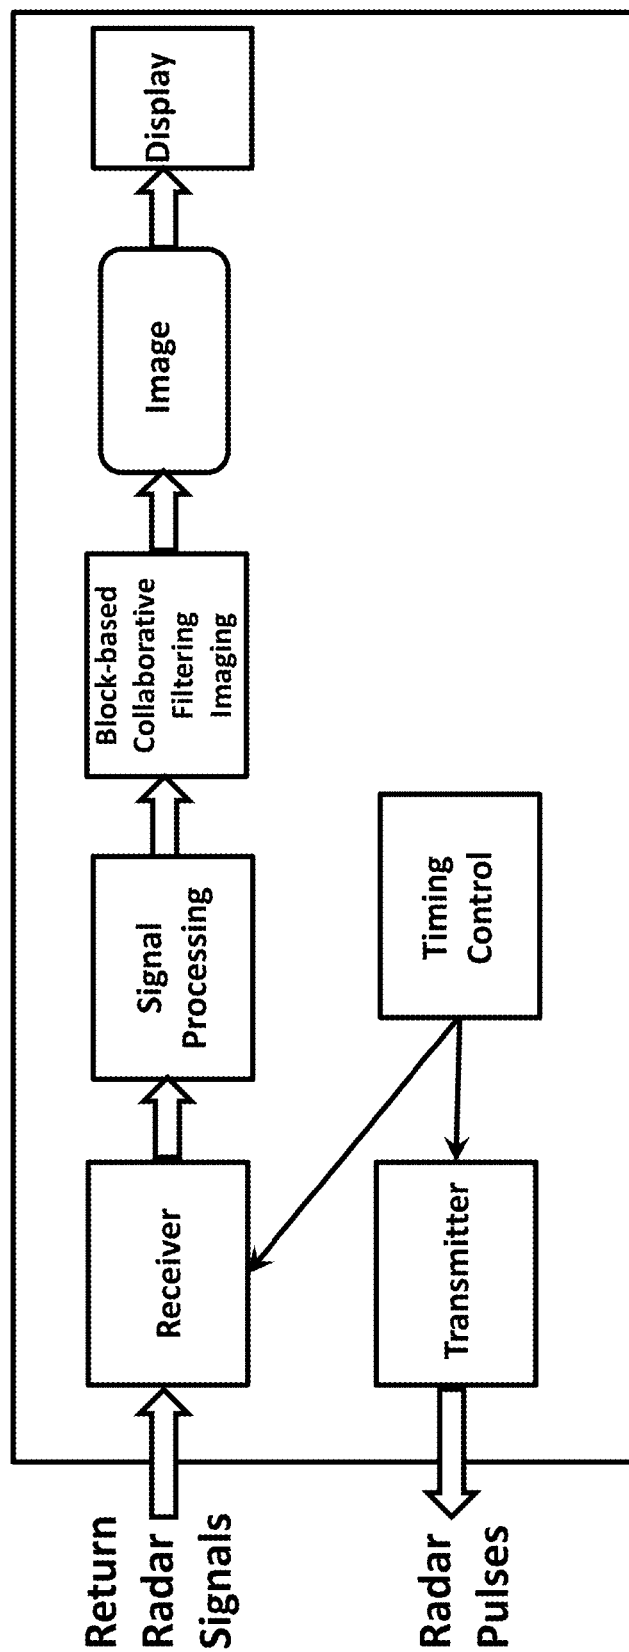 Return
Radar
Signals
Receiver
Signal
Processing
Block-based
Collaborative
Filtering
Imaging
Image
Display
Radar
Pulses
Transmitter
Timing
Control